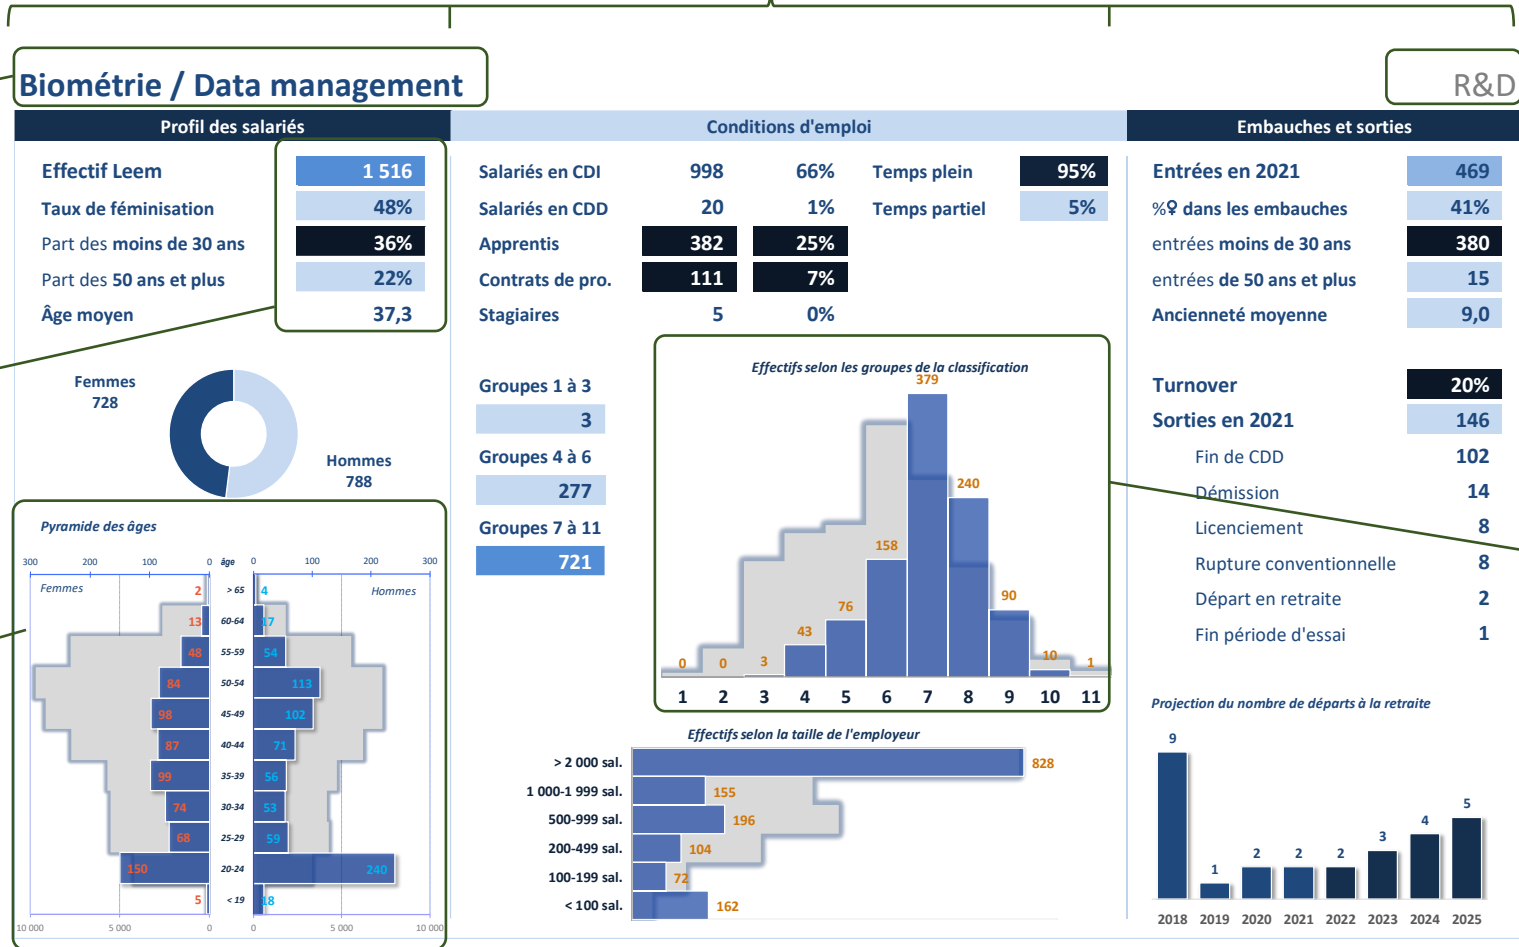 Biométrie / Data management
R&D
Profil des salariés
Conditions d'emploi
Embauches et sorties
Effectif Leem 1 516
Taux de féminisation 48%
Part des moins de 30 ans 36%
Part des 50 ans et plus 22%
Âge moyen 37,3
Femmes
728
Hommes
788
Pyramide des âges
300 200 100 0 âge 0 100 200 300
Femmes Hommes
2 > 65 4
13 60-64 17
48 55-59 54
84 50-54 113
98 45-49 102
87 40-44 71
99 35-39 56
74 30-34 53
68 25-29 59
150 20-24 240
5 < 19 18
10 000 5 000 0 0 5 000 10 000
Salariés en CDI 998 66% Temps plein 95%
Salariés en CDD 20 1% Temps partiel 5%
Apprentis 382 25%
Contrats de pro. 111 7%
Stagiaires 5 0%
Groupes 1 à 3
3
Groupes 4 à 6
277
Groupes 7 à 11
721
Effectifs selon les groupes de la classification
0 0 3 43 76 158 379 240 90 10 1
1 2 3 4 5 6 7 8 9 10 11
Effectifs selon la taille de l'employeur
> 2 000 sal. 828
1 000-1 999 sal. 155
500-999 sal. 196
200-499 sal. 104
100-199 sal. 72
< 100 sal. 162
Entrées en 2021 469
%♀ dans les embauches 41%
entrées moins de 30 ans 380
entrées de 50 ans et plus 15
Ancienneté moyenne 9,0
Turnover 20%
Sorties en 2021 146
Fin de CDD 102
Démission 14
Licenciement 8
Rupture conventionnelle 8
Départ en retraite 2
Fin période d'essai 1
Projection du nombre de départs à la retraite
9 1 2 2 2 3 4 5
2018 2019 2020 2021 2022 2023 2024 2025